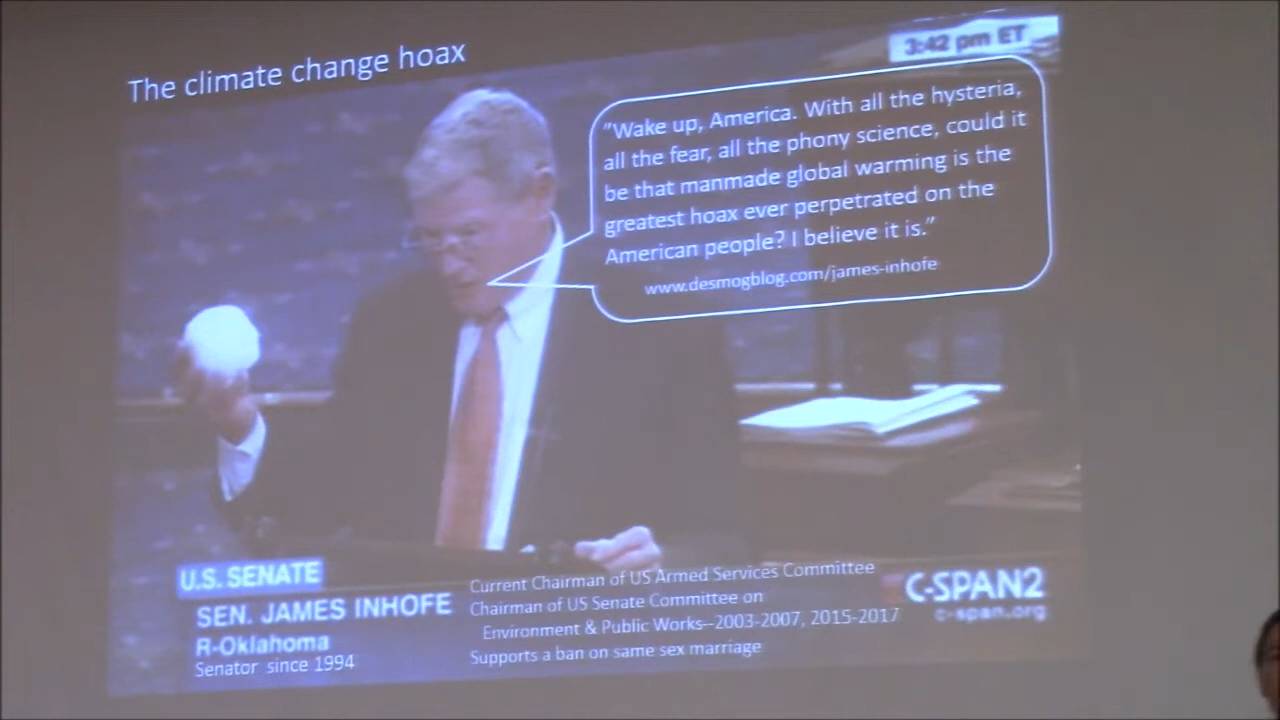 The climate change hoax
3:42 pm ET
"Wake up, America. With all the hysteria,
all the fear, all the phony science, could it
be that manmade global warming is the
greatest hoax ever perpetrated on the
American people? I believe it is."
www.desmogblog.com/james-inhofe
U.S. SENATE
SEN. JAMES INHOFE
R-Oklahoma
Senator since 1994
Current Chairman of US Armed Services Committee
Chairman of US Senate Committee on
Environment & Public Works--2003-2007, 2015-2017
Supports a ban on same sex marriage
C-SPAN2
c-span.org